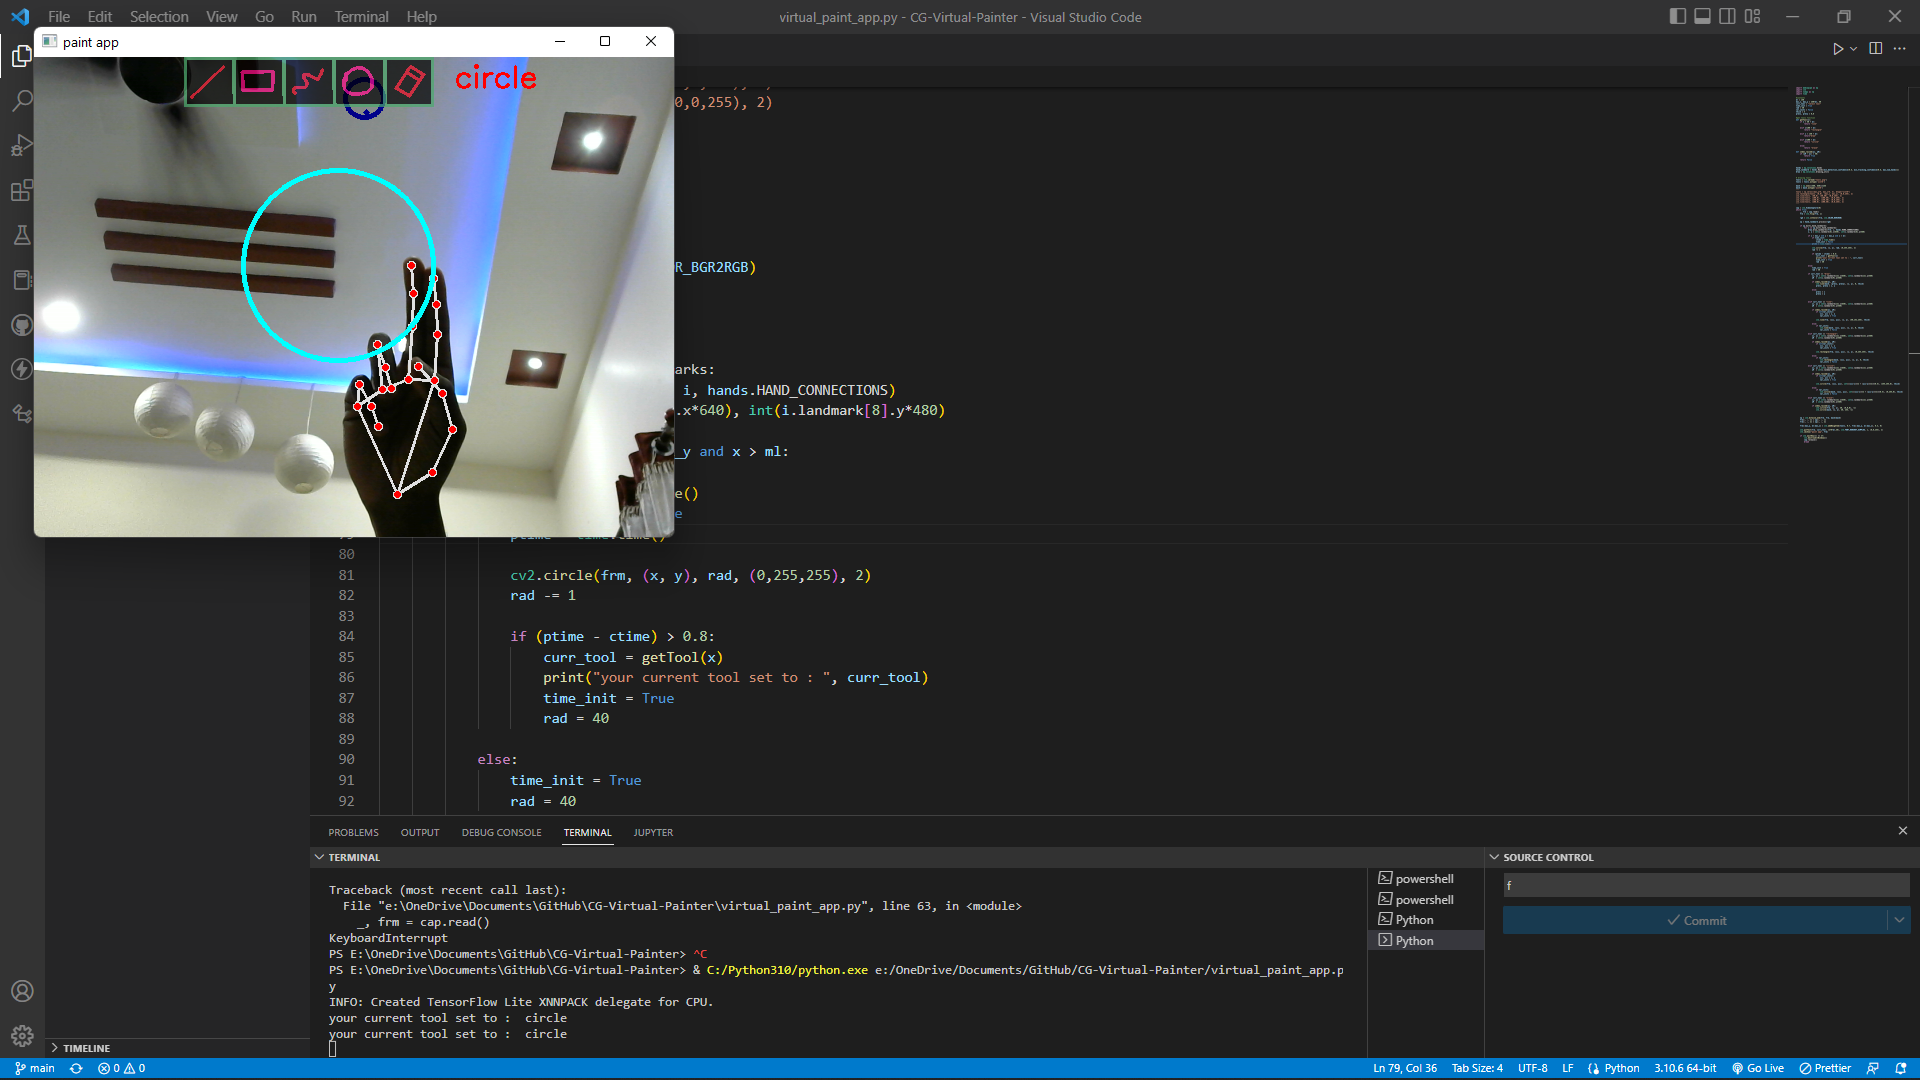 File Edit Selection View Go Run Terminal Help
virtual_paint_app.py - CG-Virtual-Painter - Visual Studio Code
paint app
circle
0,0,255), 2)
R_BGR2RGB)
arks:
i, hands.HAND_CONNECTIONS)
.x*640), int(i.landmark[8].y*480)
_y and x > ml:
e()
e
80
81 cv2.circle(frm, (x, y), rad, (0,255,255), 2)
82 rad -= 1
83
84 if (ptime - ctime) > 0.8:
85 curr_tool = getTool(x)
86 print("your current tool set to : ", curr_tool)
87 time_init = True
88 rad = 40
89
90 else:
91 time_init = True
92 rad = 40
PROBLEMS OUTPUT DEBUG CONSOLE TERMINAL JUPYTER
TERMINAL
Traceback (most recent call last):
File "e:\OneDrive\Documents\GitHub\CG-Virtual-Painter\virtual_paint_app.py", line 63, in <module>
_, frm = cap.read()
KeyboardInterrupt
PS E:\OneDrive\Documents\GitHub\CG-Virtual-Painter> ^C
PS E:\OneDrive\Documents\GitHub\CG-Virtual-Painter> & C:/Python310/python.exe e:/OneDrive/Documents/GitHub/CG-Virtual-Painter/virtual_paint_app.p
y
INFO: Created TensorFlow Lite XNNPACK delegate for CPU.
your current tool set to :  circle
your current tool set to :  circle
powershell
powershell
Python
Python
SOURCE CONTROL
f
Commit
TIMELINE
main 0 0 Ln 79, Col 36 Tab Size: 4 UTF-8 LF Python 3.10.6 64-bit Go Live Prettier